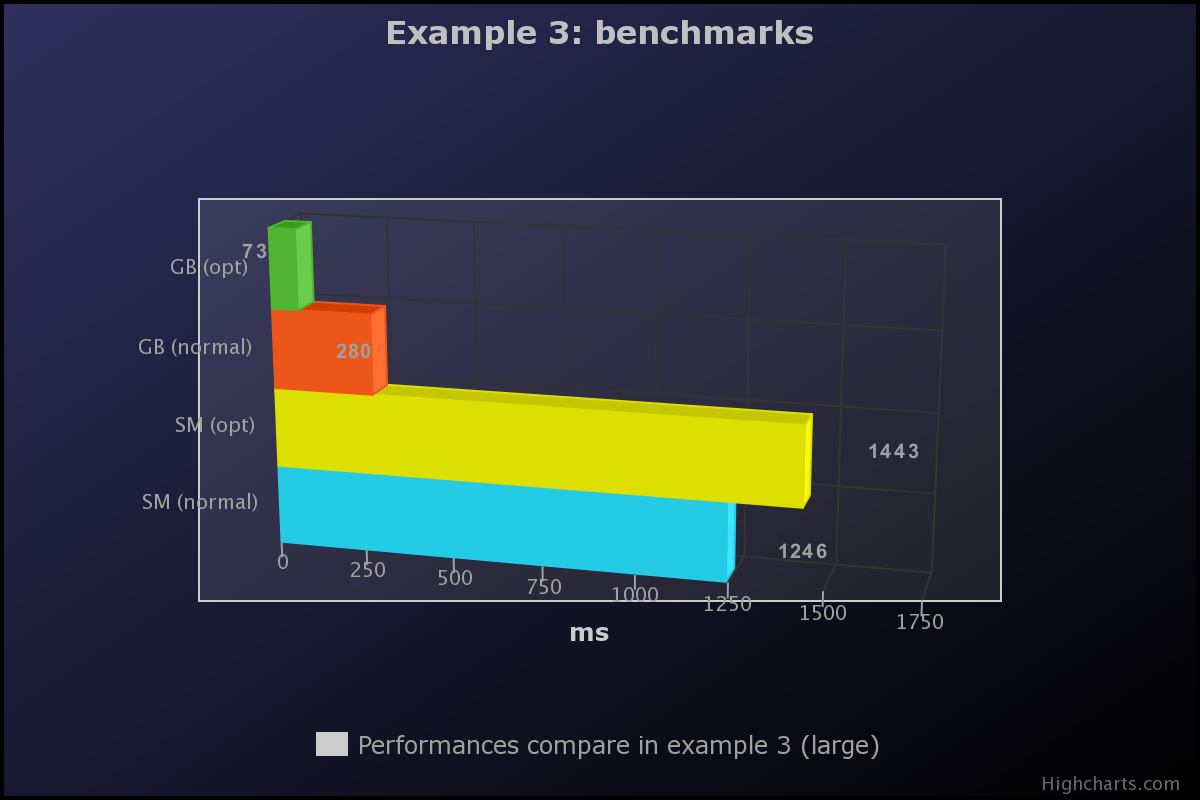 Example 3: benchmarks
73
GB (opt)
GB (normal)
280
SM (opt)
1443
SM (normal)
1246
0
250
500
750
1000
1250
1500
1750
ms
Performances compare in example 3 (large)
Highcharts.com